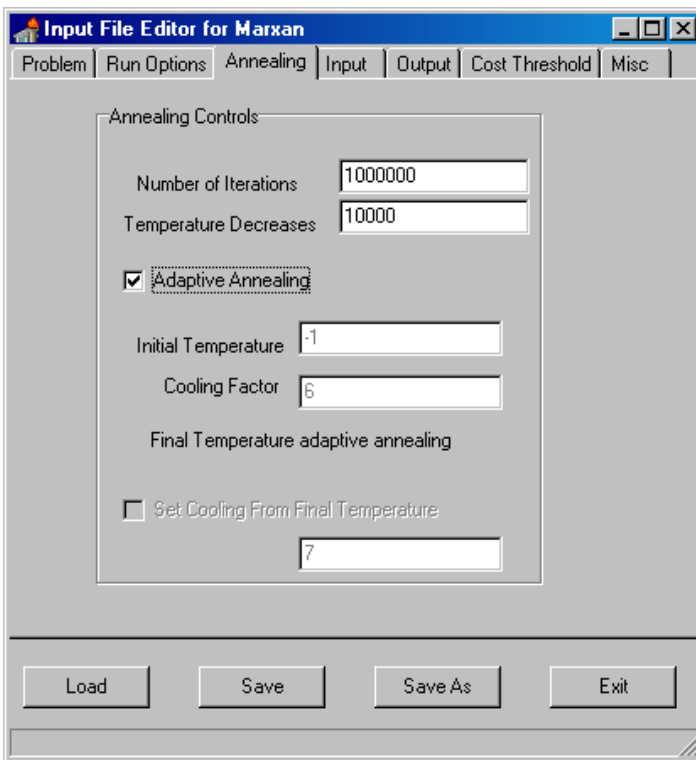 Input File Editor for Marxan
Problem Run Options Annealing Input Output Cost Threshold Misc
Annealing Controls
Number of Iterations 1000000
Temperature Decreases 10000
Adaptive Annealing
Initial Temperature -1
Cooling Factor 6
Final Temperature adaptive annealing
Set Cooling From Final Temperature
7
Load Save Save As Exit